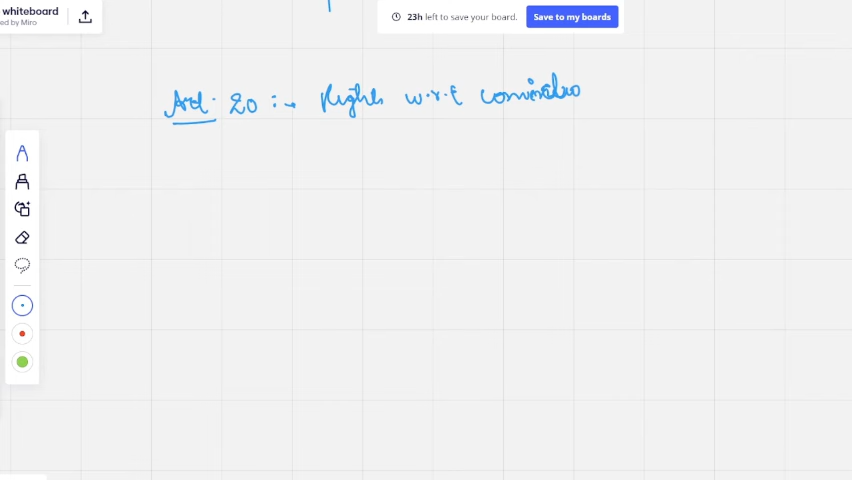 whiteboard
ed by Miro
23h left to save your board.
Save to my boards
Art. 20 :→ Rights w.r.t